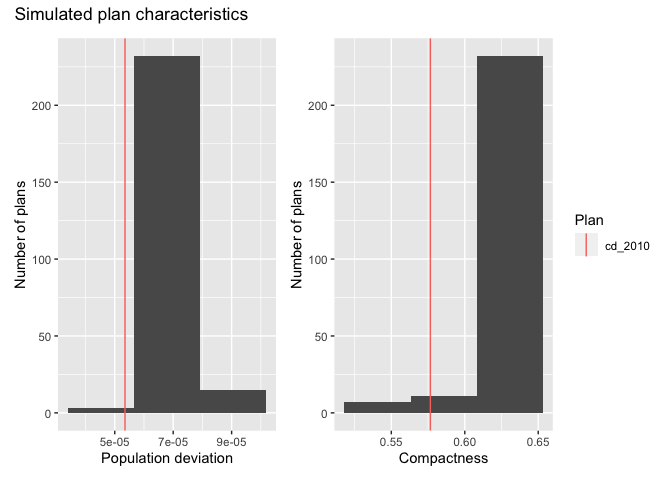 Simulated plan characteristics
Number of plans
200
150
100
50
0
5e-05 7e-05 9e-05
Population deviation
Number of plans
200
150
100
50
0
0.55 0.60 0.65
Compactness
Plan
cd_2010